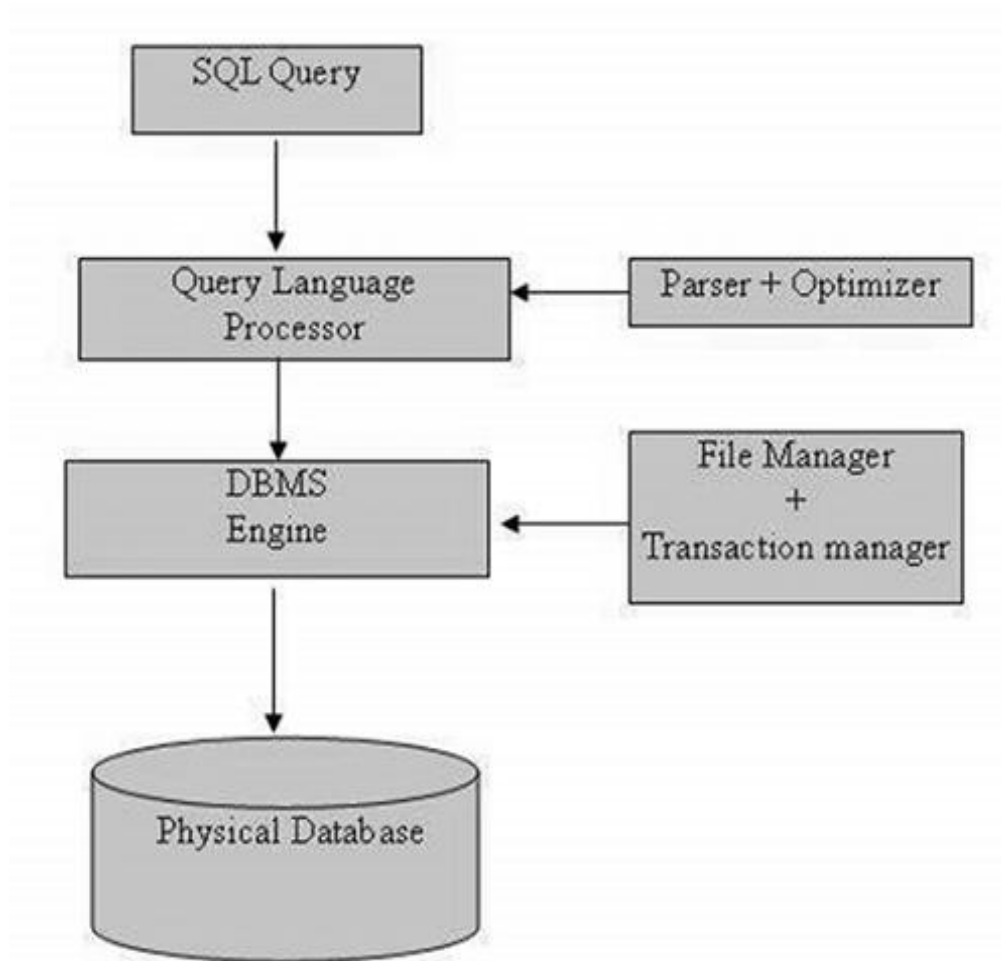 SQL Query
Query Language
Processor
Parser + Optimizer
DBMS
Engine
File Manager
+
Transaction manager
Physical Database